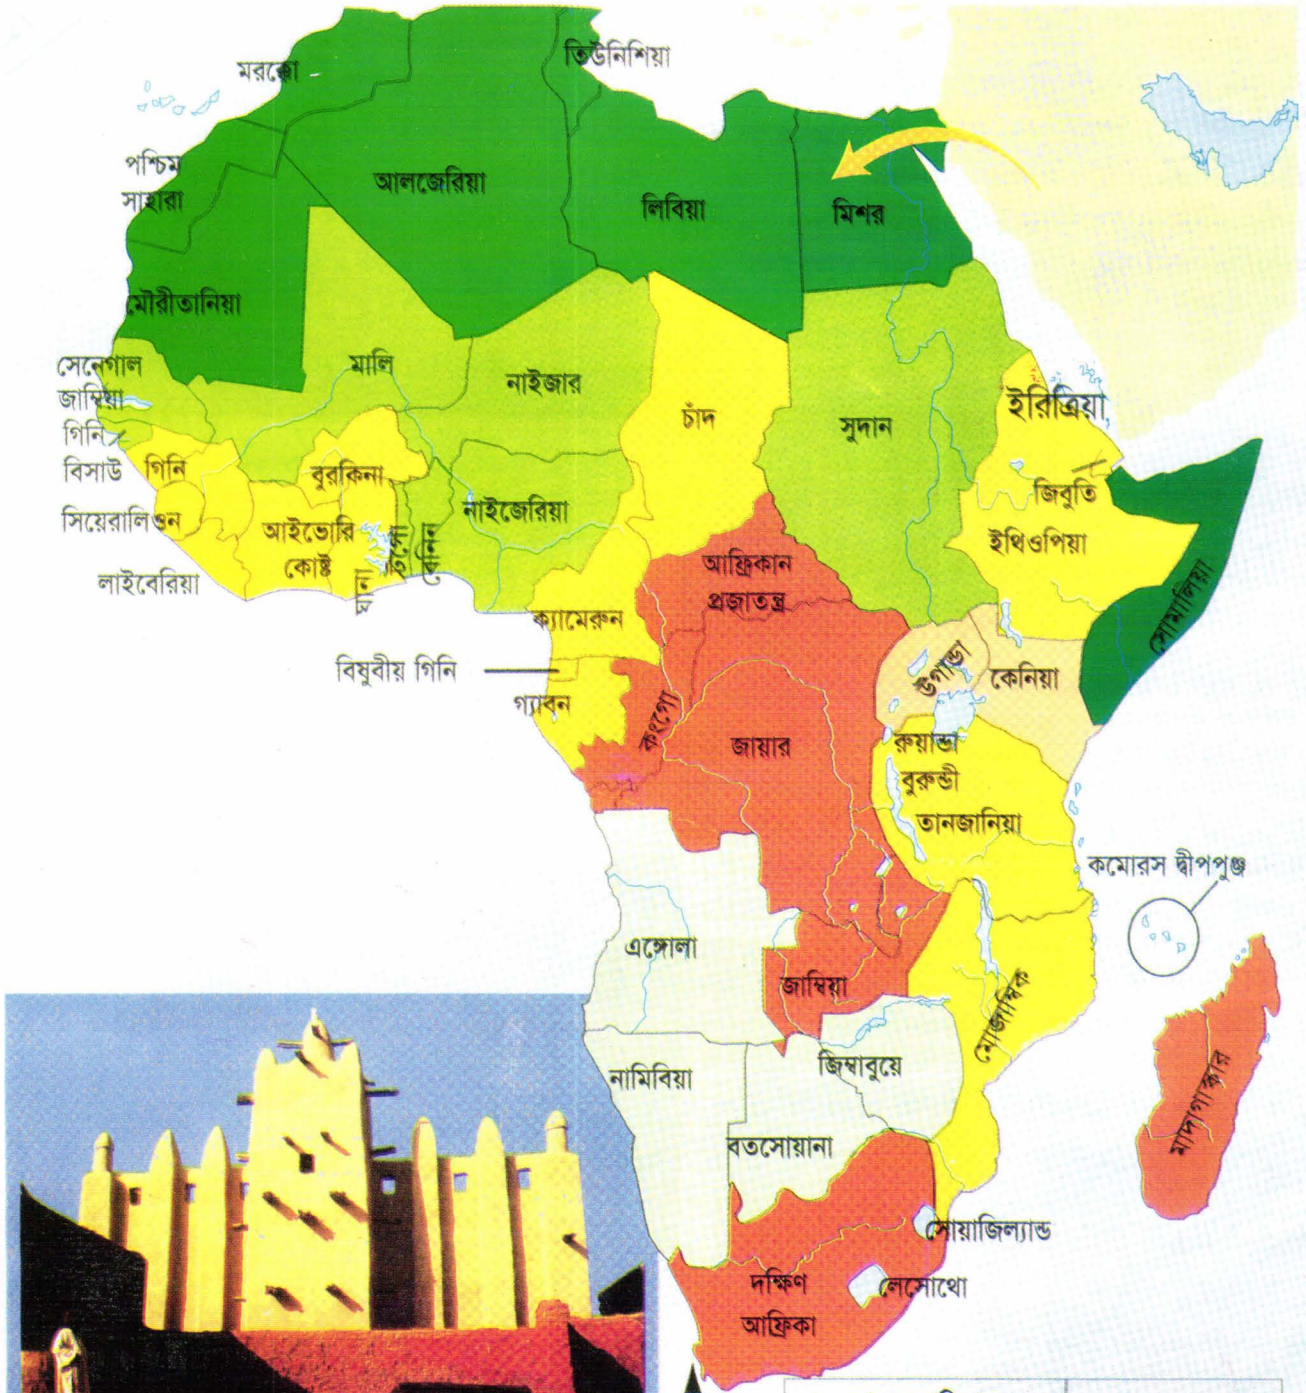 তিউনিশিয়া
মরক্কো
পশ্চিম
সাহারা
আলজেরিয়া
লিবিয়া
মিশর
মৌরীতানিয়া
সেনেগাল
জাম্বিয়া
গিনি
বিসাউ
মালি
নাইজার
চাঁদ
সুদান
ইরিত্রিয়া
গিনি
বুরকিনা
জিবুতি
সিয়েরালিওন
আইভোরি
কোষ্ট
নাইজেরিয়া
ইথিওপিয়া
লাইবেরিয়া
ঘানা
টগো
বেনিন
আফ্রিকান
প্রজাতন্ত্র
সোমালিয়া
ক্যামেরুন
বিষুবীয় গিনি
উগান্ডা
কেনিয়া
গ্যাবন
কংগো
জায়ার
রুয়ান্ডা
বুরুন্ডী
তানজানিয়া
কমোরস দ্বীপপুঞ্জ
এঙ্গোলা
জাম্বিয়া
মোজাম্বিক
নামিবিয়া
জিম্বাবুয়ে
মাদাগাস্কার
বতসোয়ানা
সোয়াজিল্যান্ড
দক্ষিণ
আফ্রিকা
লেসোথো